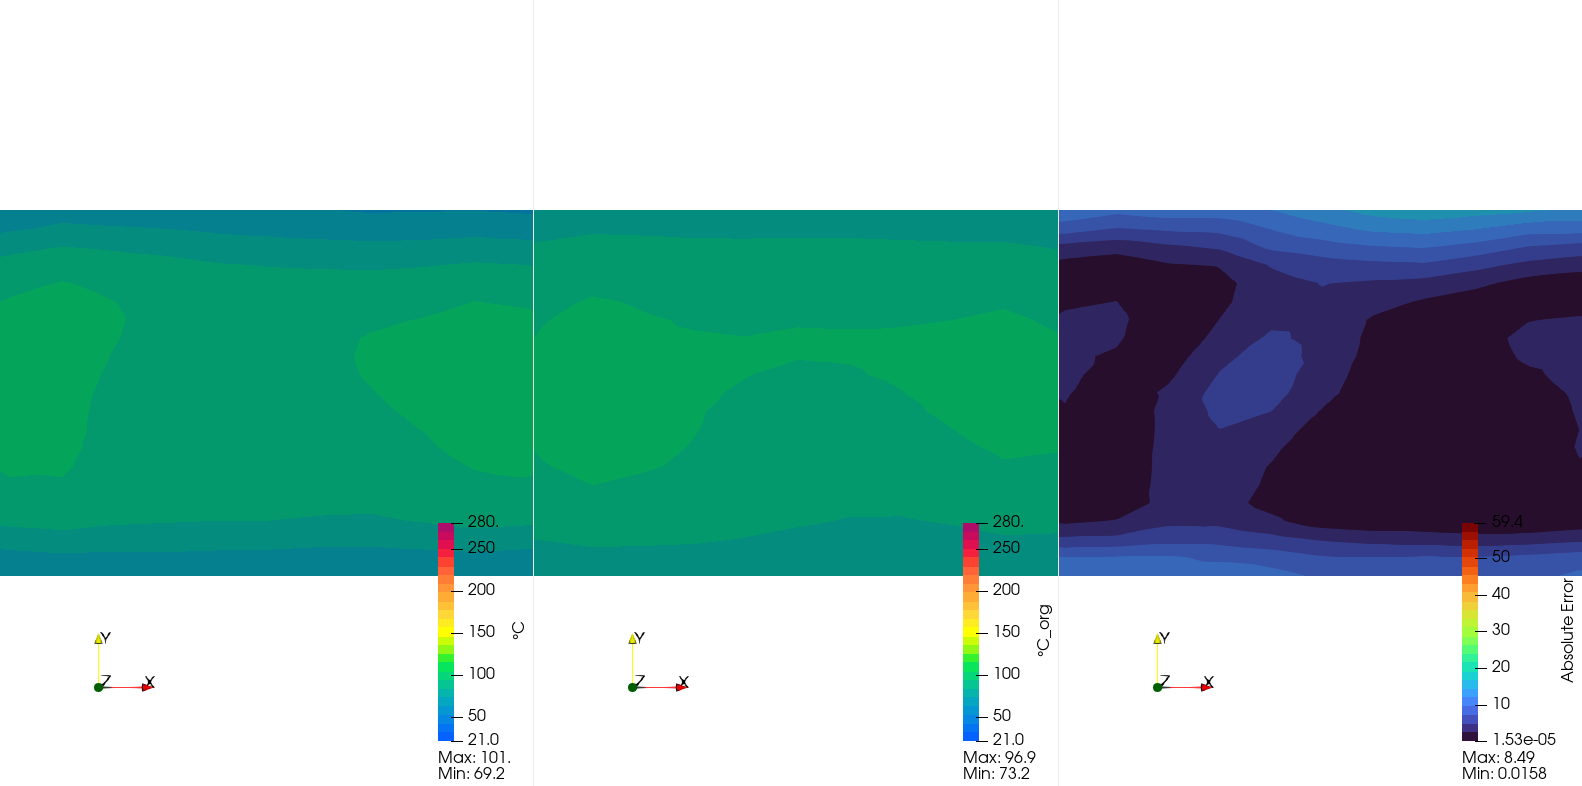 280.
250
200
150
100
50
21.0
°C
Max: 101.
Min: 69.2
Y
Z
X
280.
250
200
150
100
50
21.0
°C_org
Max: 96.9
Min: 73.2
Y
Z
X
59.4
50
40
30
20
10
1.53e-05
Absolute Error
Max: 8.49
Min: 0.0158
Y
Z
X